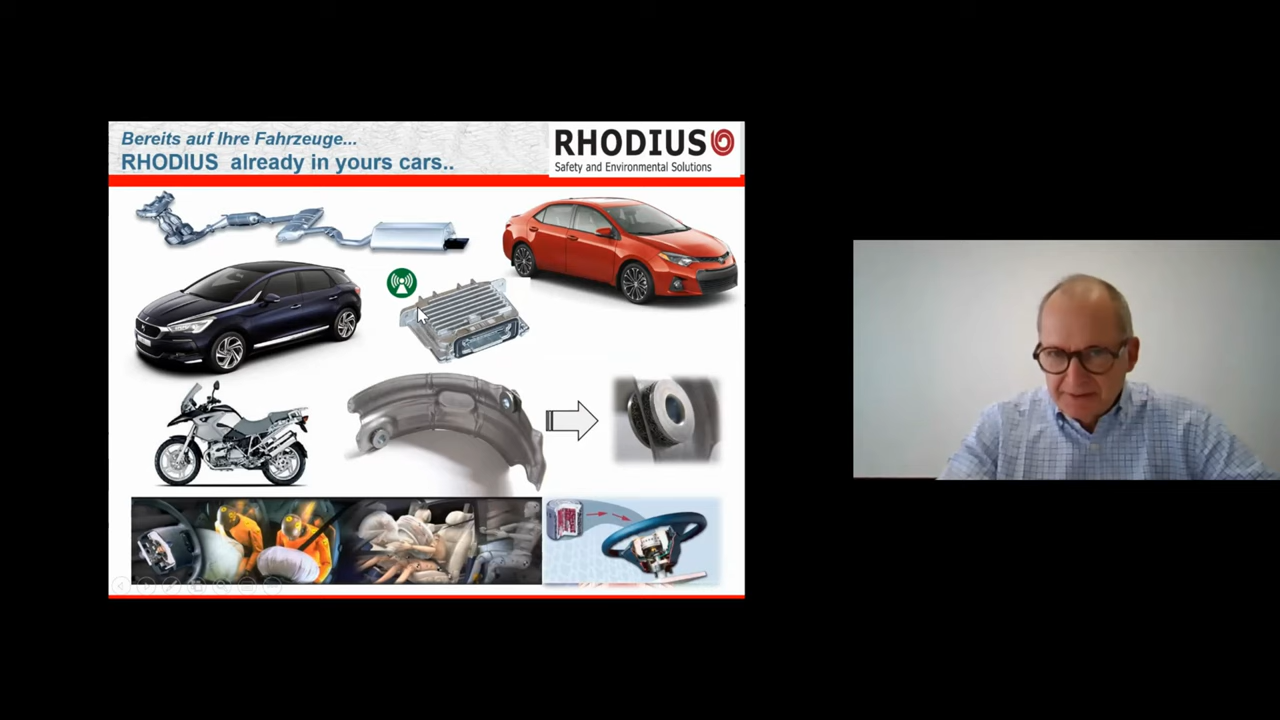 Bereits auf Ihre Fahrzeuge...
RHODIUS already in yours cars..
RHODIUS
Safety and Environmental Solutions